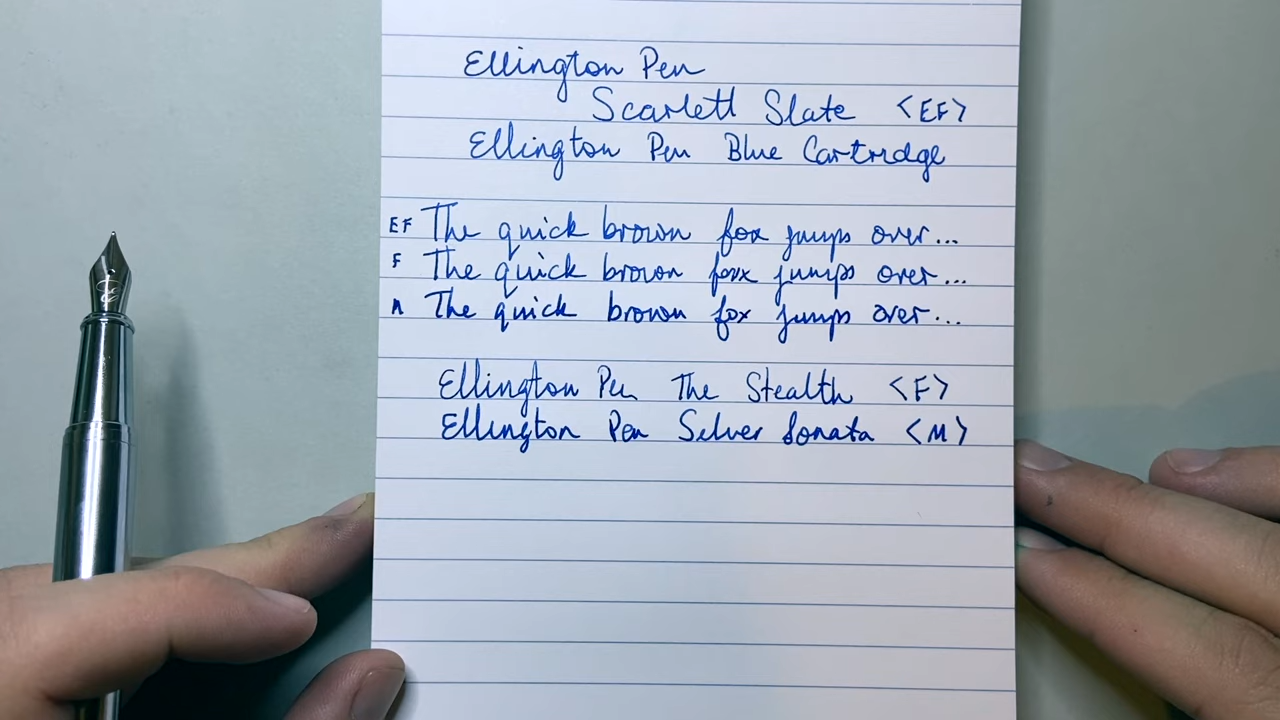 Ellington Pen
Scarlett Slate <EF>
Ellington Pen Blue Cartridge
EF The quick brown fox jumps over...
F The quick brown foxx jumps over...
M The quick brown fox jumps over...
Ellington Pen The Stealth <F>
Ellington Pen Silver Sonata <M>